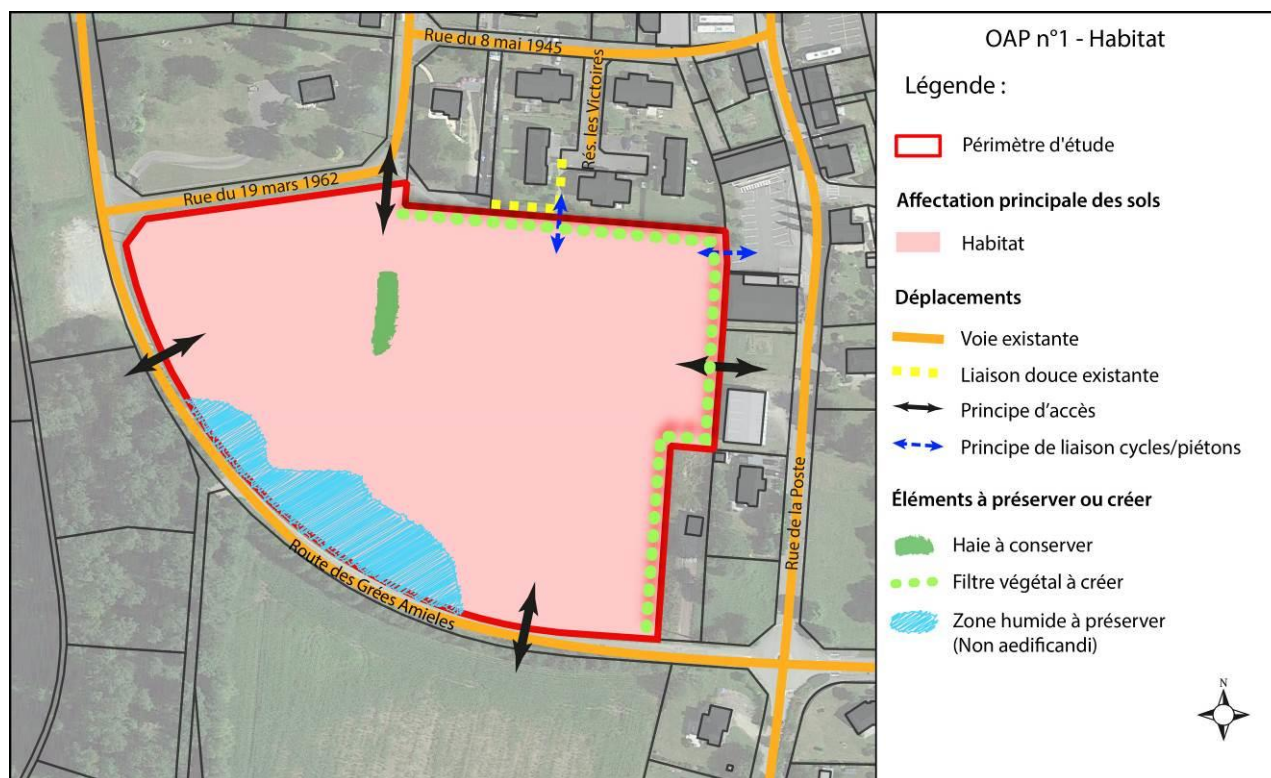 Rue du 8 mai 1945
Rés. les Victoires
Rue du 19 mars 1962
Rue de la Poste
Route des Grées Amieles
OAP n°1 - Habitat
Légende :
Périmètre d'étude
Affectation principale des sols
Habitat
Déplacements
Voie existante
Liaison douce existante
Principe d'accès
Principe de liaison cycles/piétons
Éléments à préserver ou créer
Haie à conserver
Filtre végétal à créer
Zone humide à préserver
(Non aedificandi)
N